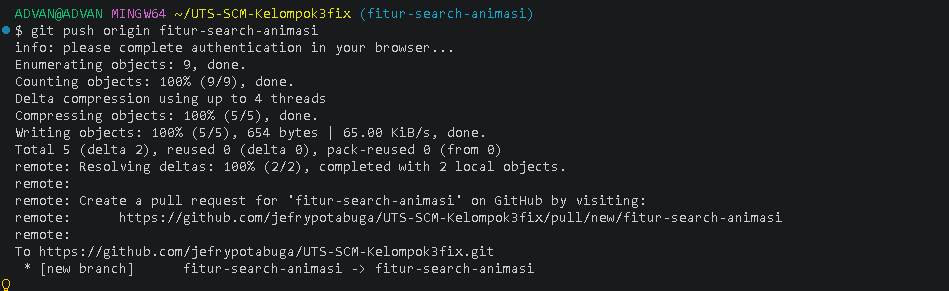 ADVAN@ADVAN MINGW64 ~/UTS-SCM-Kelompok3fix (fitur-search-animasi)
$ git push origin fitur-search-animasi
info: please complete authentication in your browser...
Enumerating objects: 9, done.
Counting objects: 100% (9/9), done.
Delta compression using up to 4 threads
Compressing objects: 100% (5/5), done.
Writing objects: 100% (5/5), 654 bytes | 65.00 KiB/s, done.
Total 5 (delta 2), reused 0 (delta 0), pack-reused 0 (from 0)
remote: Resolving deltas: 100% (2/2), completed with 2 local objects.
remote:
remote: Create a pull request for 'fitur-search-animasi' on GitHub by visiting:
remote:      https://github.com/jefrypotabuga/UTS-SCM-Kelempok3fix/pull/new/fitur-search-animasi
remote:
To https://github.com/jefrypotabuga/UTS-SCM-Kelempok3fix.git
 * [new branch]      fitur-search-animasi -> fitur-search-animasi